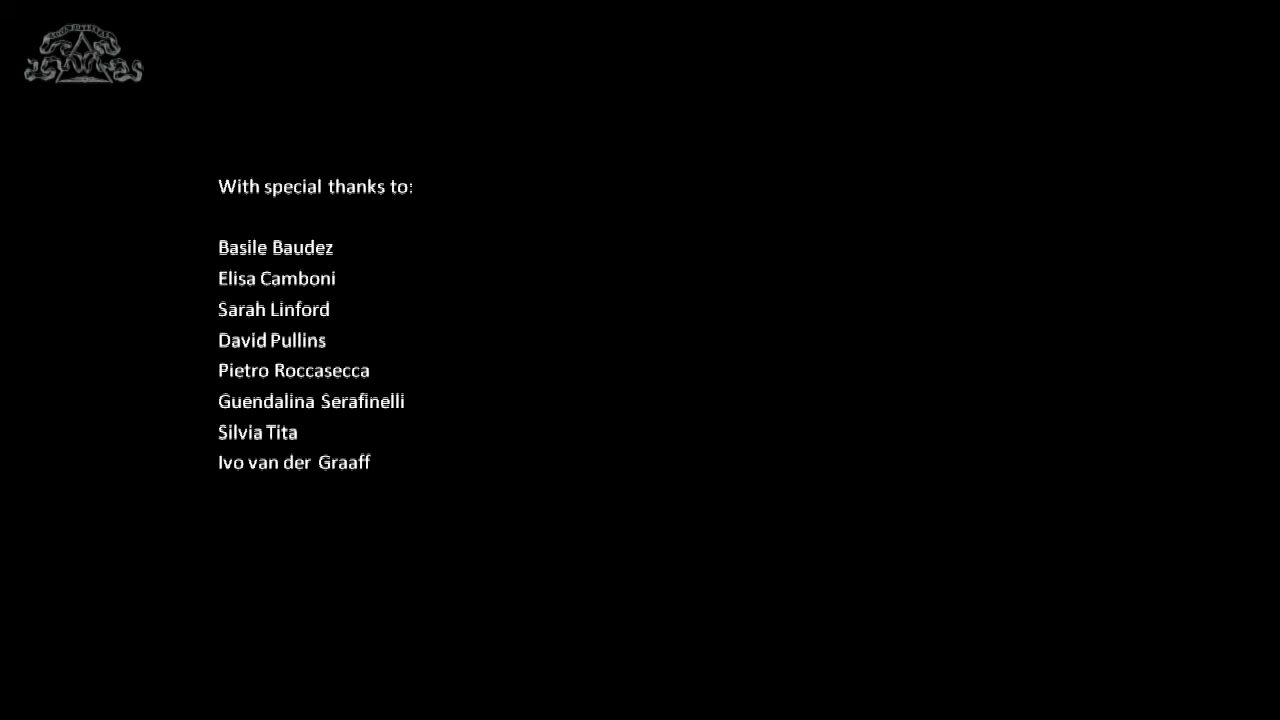 With special thanks to:
Basile Baudez
Elisa Camboni
Sarah Linford
David Pullins
Pietro Roccasecca
Guendalina Serafinelli
Silvia Tita
Ivo van der Graaff